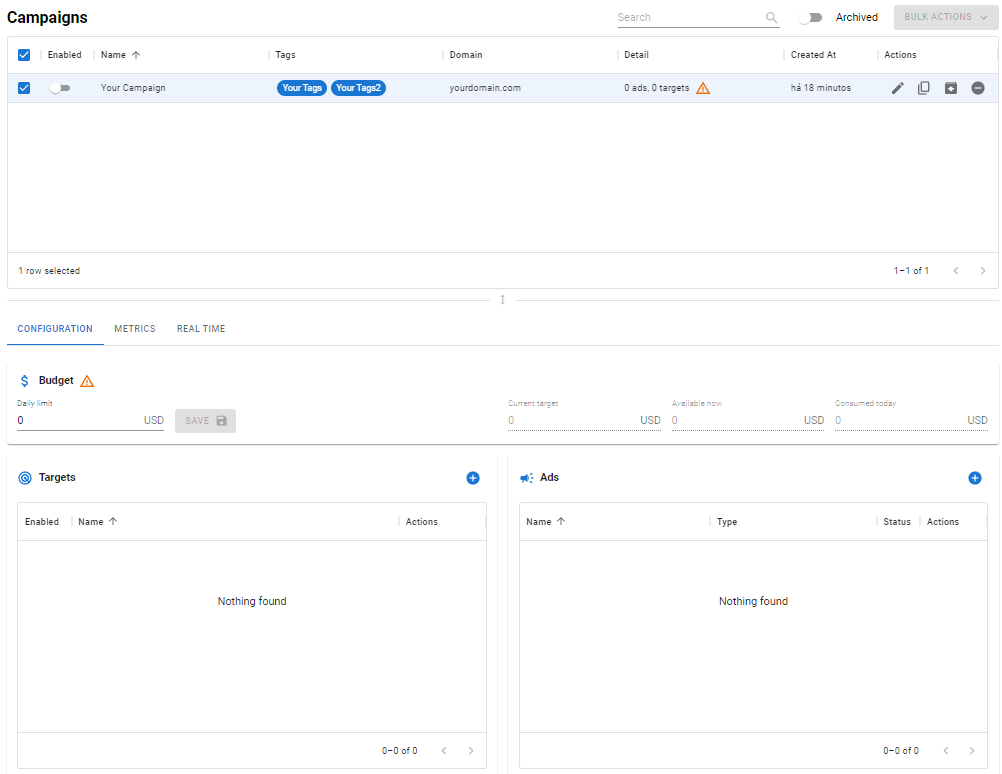 Campaigns
Search
Archived
BULK ACTIONS
Enabled Name Tags Domain Detail Created At Actions
Your Campaign Your Tags Your Tags2 yourdomain.com 0 ads, 0 targets há 18 minutos
1 row selected
1–1 of 1
CONFIGURATION METRICS REAL TIME
Budget
Daily limit Current target Available now Consumed today
0 USD SAVE 0 USD 0 USD 0 USD
Targets
Enabled Name Actions
Nothing found
0–0 of 0
Ads
Name Type Status Actions
Nothing found
0–0 of 0